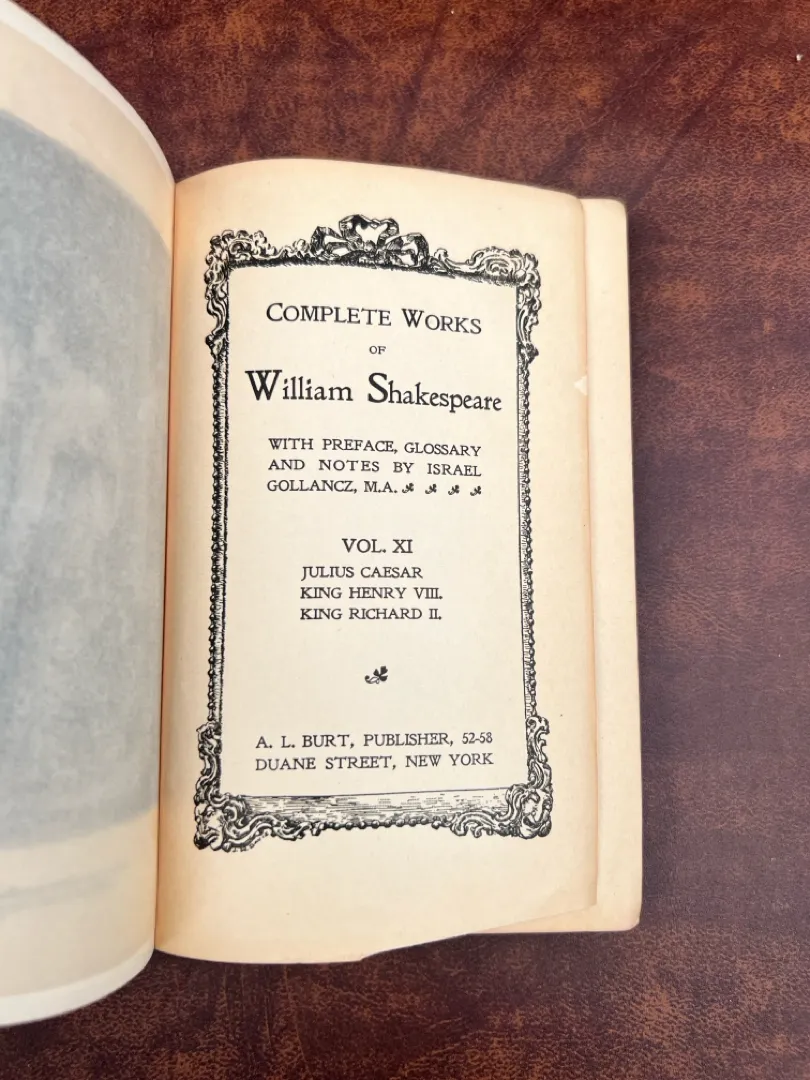 COMPLETE WORKS
OF
William Shakespeare
WITH PREFACE, GLOSSARY
AND NOTES BY ISRAEL
GOLLANCZ, M.A.
VOL. XI
JULIUS CAESAR
KING HENRY VIII.
KING RICHARD II.
A. L. BURT, PUBLISHER, 52-58
DUANE STREET, NEW YORK